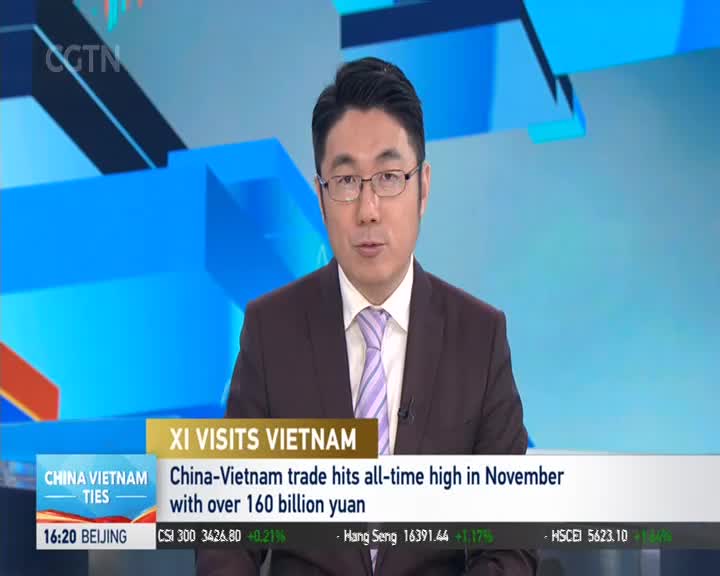 CGTN
XI VISITS VIETNAM
CHINA VIETNAM
TIES
China-Vietnam trade hits all-time high in November
with over 160 billion yuan
16:20 BEIJING
CSI 300 3426.80 +0.21% · Hang Seng 16391.44 +1.17% · HSCEI 5623.10 +1.64%